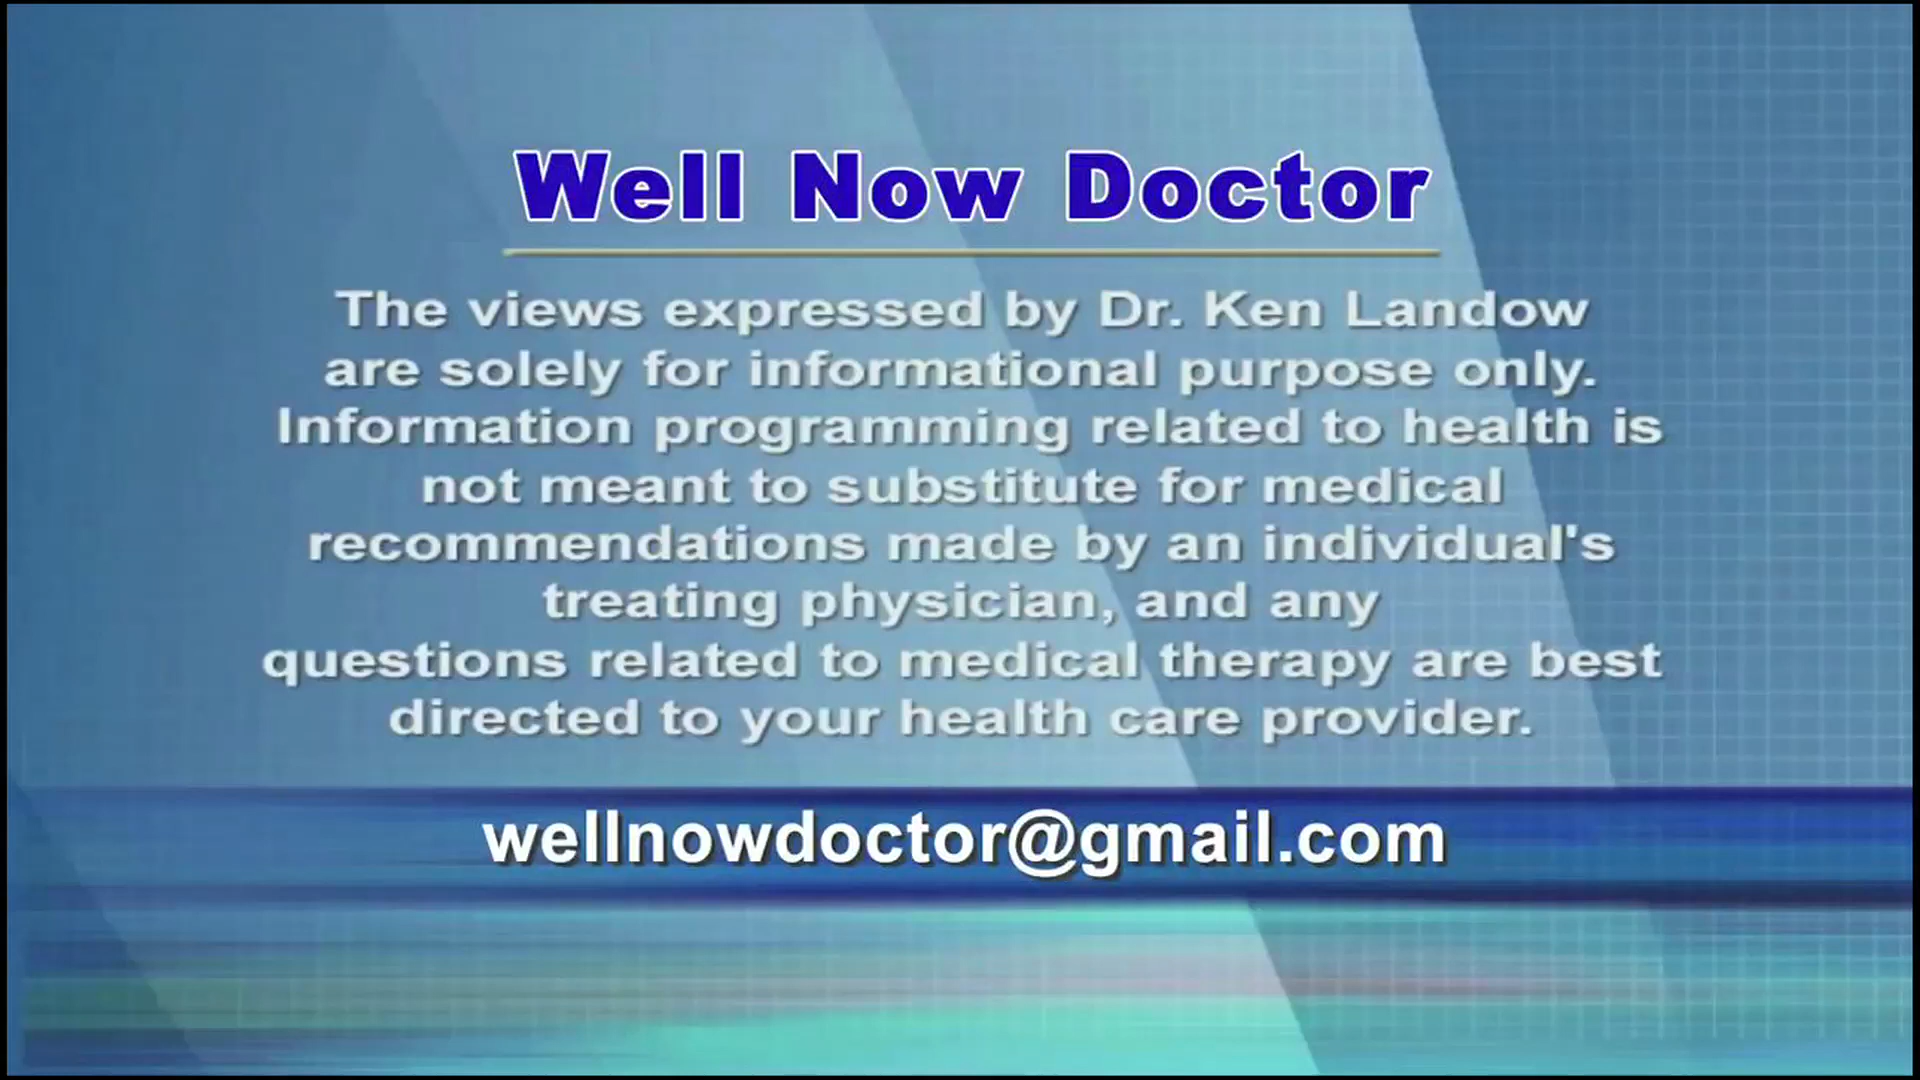 Well Now Doctor
The views expressed by Dr. Ken Landow
are solely for informational purpose only.
Information programming related to health is
not meant to substitute for medical
recommendations made by an individual's
treating physician, and any
questions related to medical therapy are best
directed to your health care provider.
wellnowdoctor@gmail.com